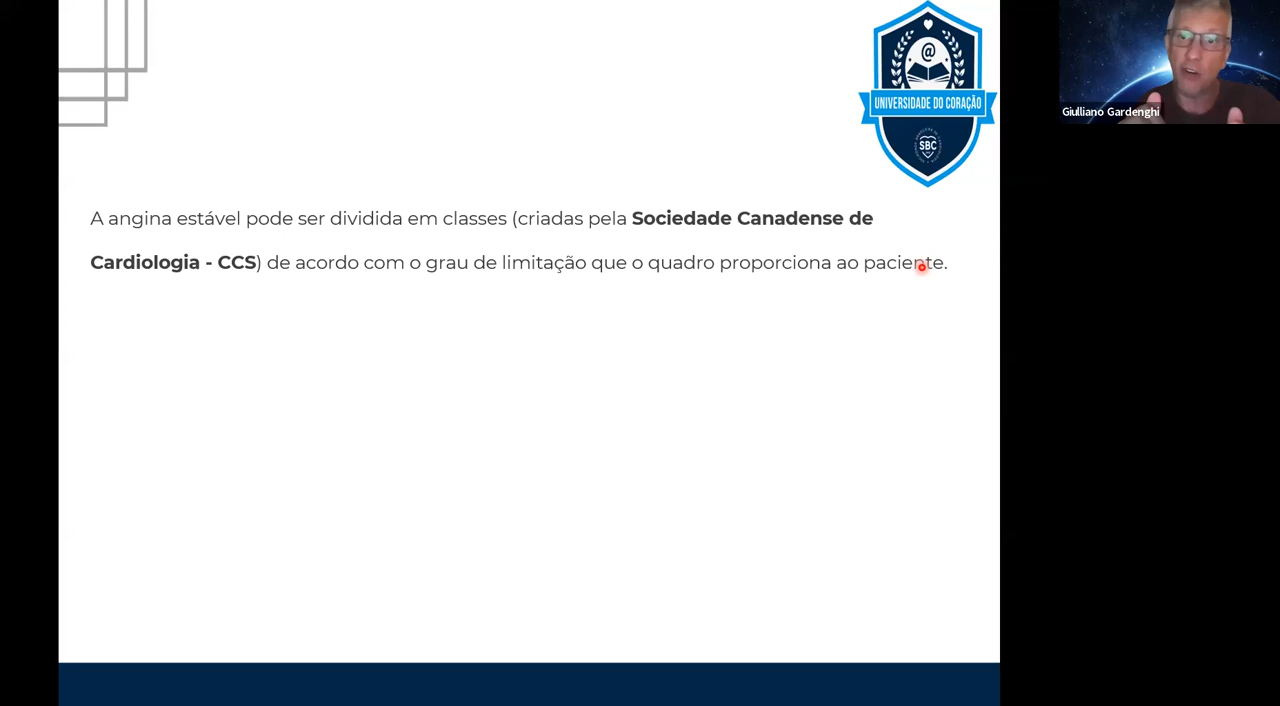 @
UNIVERSIDADE DO CORAÇÃO
SBC
Giulliano Gardenghi
A angina estável pode ser dividida em classes (criadas pela Sociedade Canadense de
Cardiologia - CCS) de acordo com o grau de limitação que o quadro proporciona ao paciente.